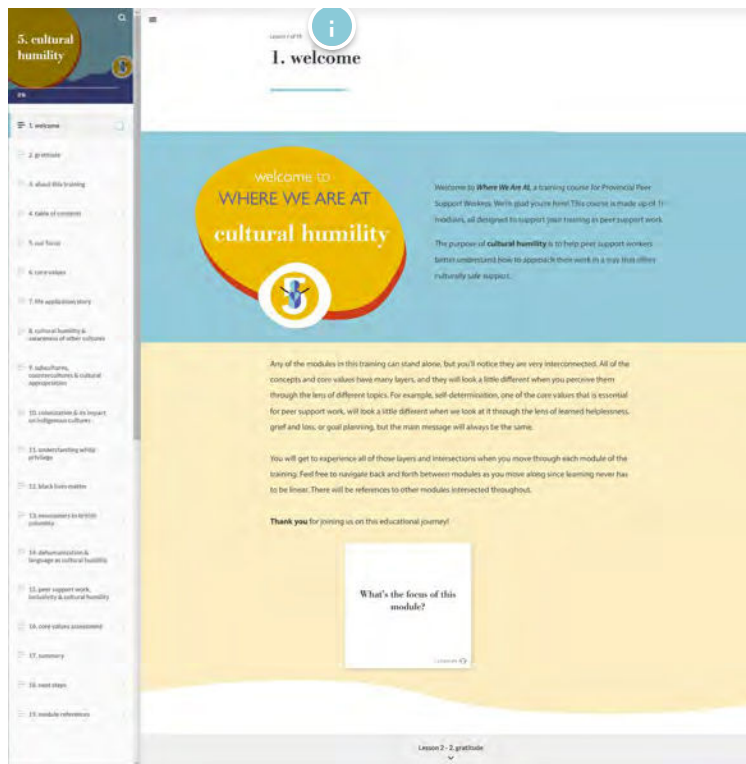 5. cultural
humility
1. welcome
2. gratitude
3. about this training
4. table of contents
5. our focus
6. core values
7. life application story
8. cultural humility &
awareness of other cultures
9. subcultures,
countercultures & cultural
appropriation
10. colonization & its impact
on indigenous cultures
11. understanding white
privilege
12. black lives matter
13. newcomers to british
columbia
14. dehumanization &
language as cultural humility
15. peer support work,
inclusivity & cultural humility
16. core values assessment
17. summary
18. next steps
19. module references
Lesson 1 of 19
i
1. welcome
welcome to
WHERE WE ARE AT
cultural humility
5
Welcome to Where We Are At, a training course for Provincial Peer
Support Workers. We're glad you're here! This course is made up of 11
modules, all designed to support your training in peer support work.
The purpose of cultural humility is to help peer support workers
better understand how to approach their work in a way that offers
culturally safe support.
Any of the modules in this training can stand alone, but you'll notice they are very interconnected. All of the
concepts and core values have many layers, and they will look a little different when you perceive them
through the lens of different topics. For example, self-determination, one of the core values that is essential
for peer support work, will look a little different when we look at it through the lens of learned helplessness,
grief and loss, or goal planning, but the main message will always be the same.
You will get to experience all of those layers and intersections when you move through each module of the
training. Feel free to navigate back and forth between modules as you move along since learning never has
to be linear. There will be references to other modules intersected throughout.
Thank you for joining us on this educational journey!
What's the focus of this
module?
Lesson 2 - 2. gratitude